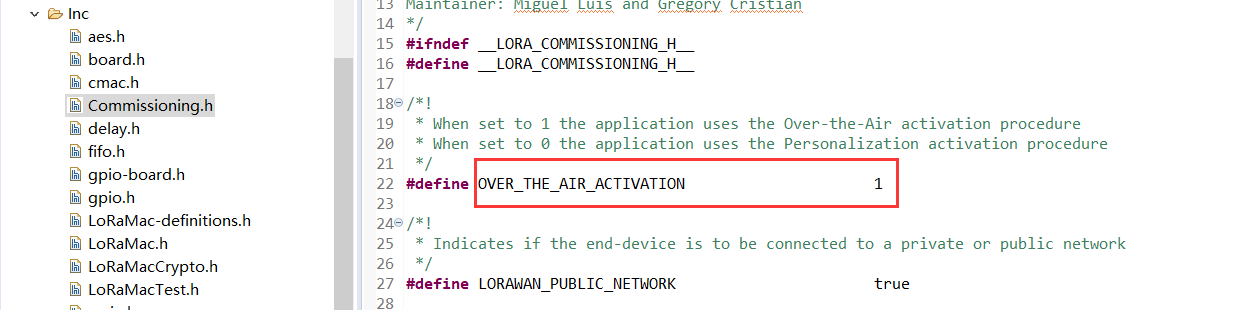 Inc
aes.h
board.h
cmac.h
Commissioning.h
delay.h
fifo.h
gpio-board.h
gpio.h
LoRaMac-definitions.h
LoRaMac.h
LoRaMacCrypto.h
LoRaMacTest.h
13 Maintainer: Miguel Luis and Gregory Cristian
14 */
15 #ifndef __LORA_COMMISSIONING_H__
16 #define __LORA_COMMISSIONING_H__
17
18 /*!
19 * When set to 1 the application uses the Over-the-Air activation procedure
20 * When set to 0 the application uses the Personalization activation procedure
21 */
22 #define OVER_THE_AIR_ACTIVATION 1
23
24 /*!
25 * Indicates if the end-device is to be connected to a private or public network
26 */
27 #define LORAWAN_PUBLIC_NETWORK true
28